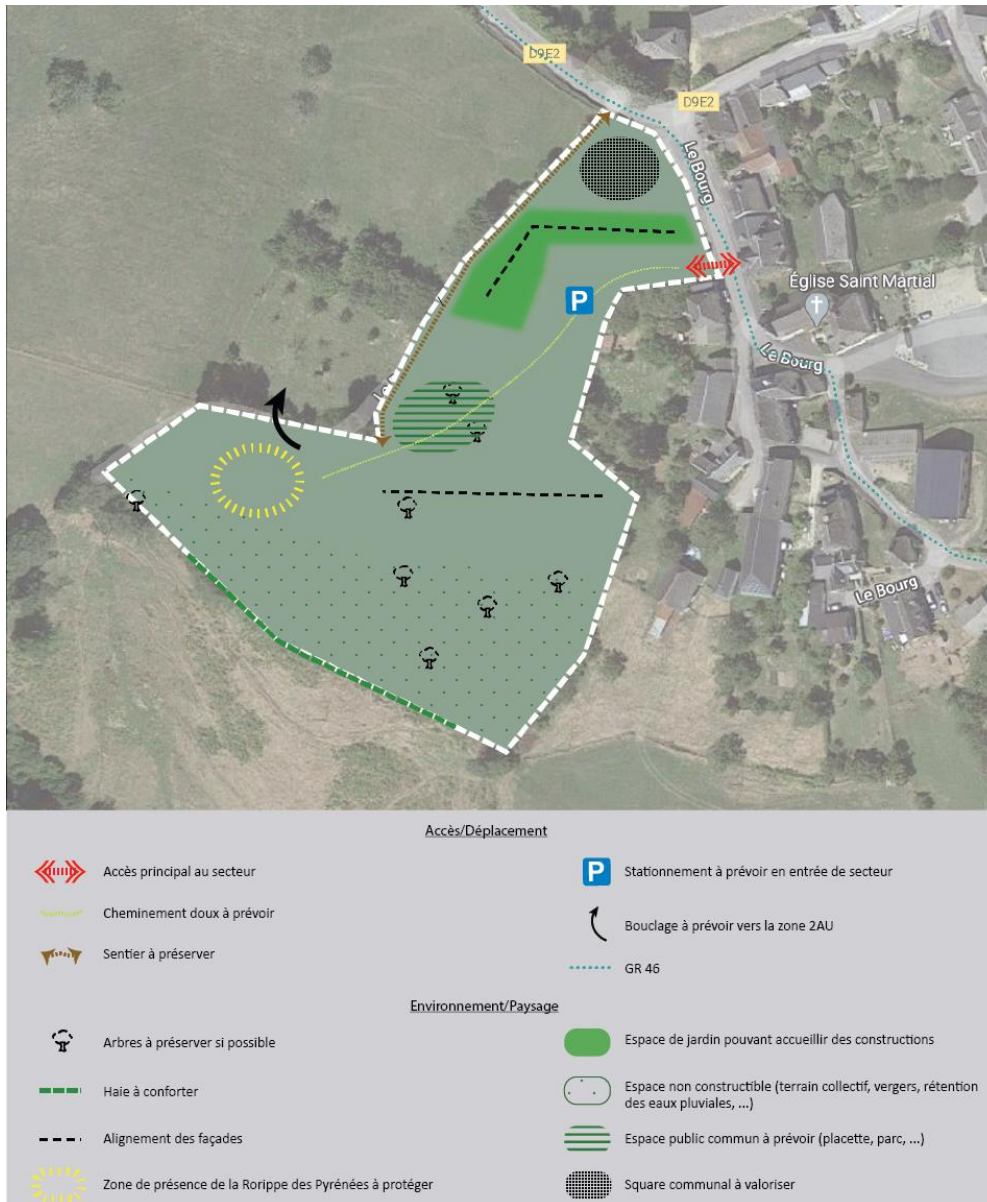 D9E2
D9E2
Le Bourg
Église Saint Martial
P
Le Bourg
Le Bourg
Accès/Déplacement
Accès principal au secteur
Stationnement à prévoir en entrée de secteur
Cheminement doux à prévoir
Bouclage à prévoir vers la zone 2AU
Sentier à préserver
GR 46
Environnement/Paysage
Arbres à préserver si possible
Espace de jardin pouvant accueillir des constructions
Haie à conforter
Espace non constructible (terrain collectif, vergers, rétention
des eaux pluviales, ...)
Alignement des façades
Espace public commun à prévoir (placette, parc, ...)
Zone de présence de la Rorippe des Pyrénées à protéger
Square communal à valoriser
P